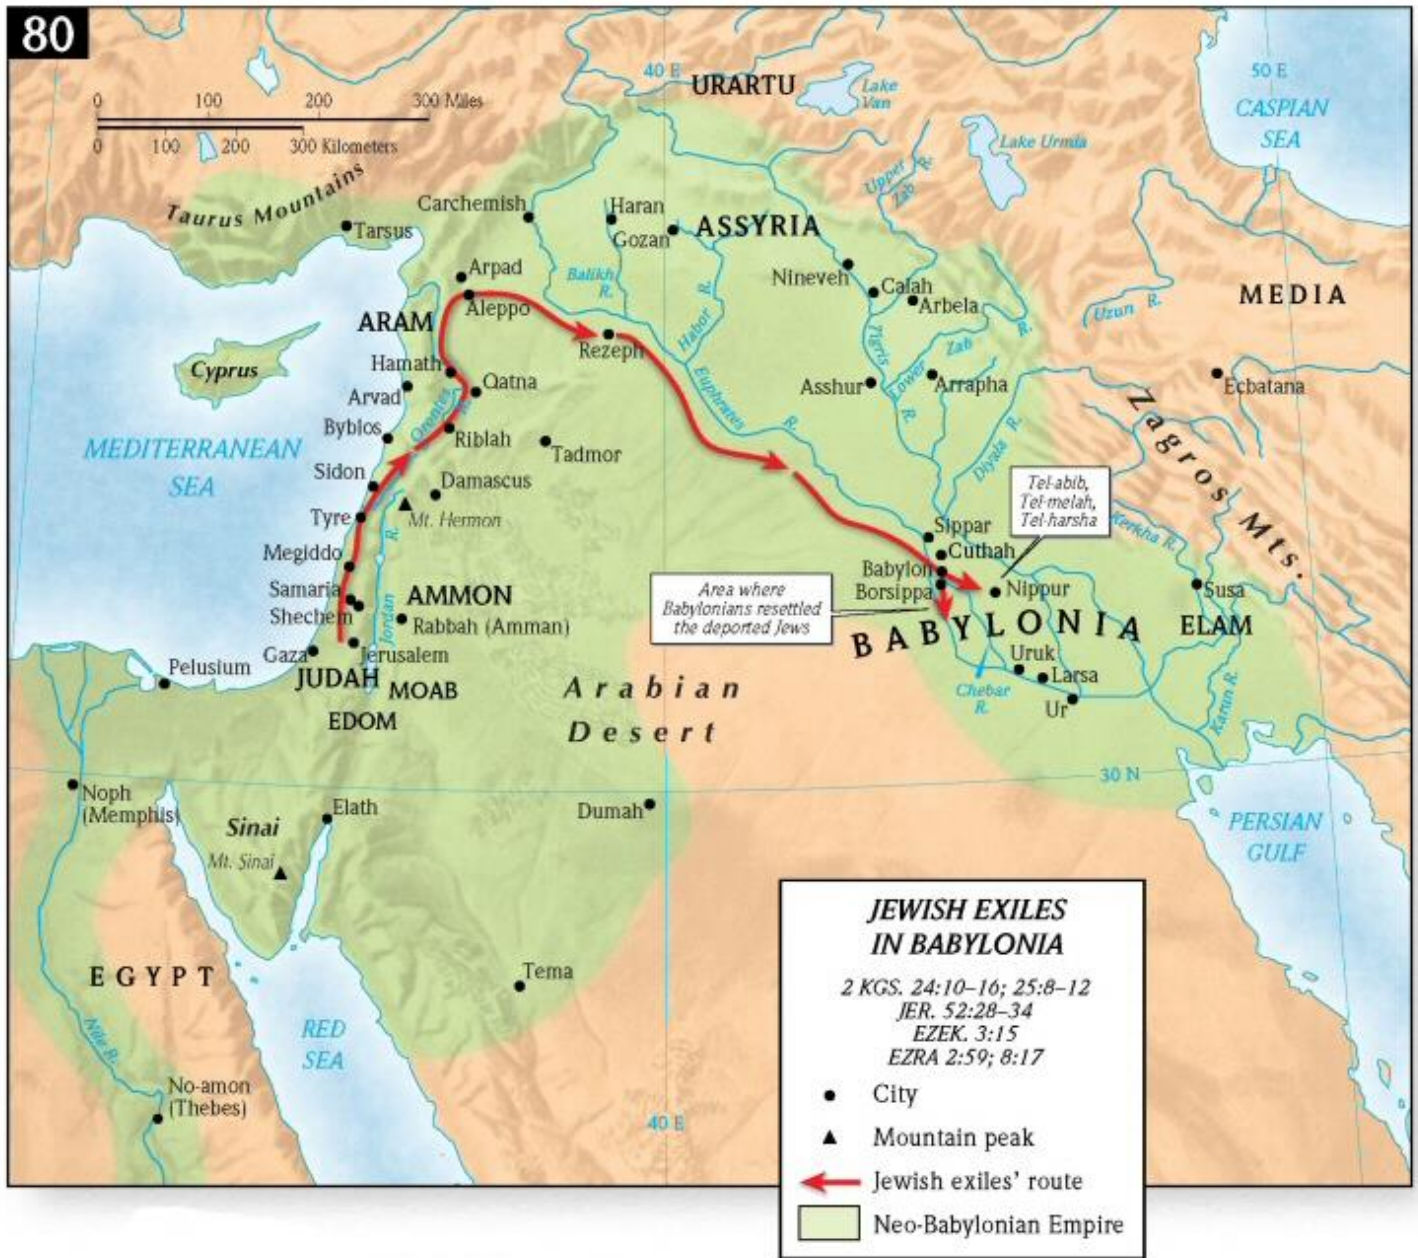 80
0 100 200 300 Miles
0 100 200 300 Kilometers
40 E
URARTU
Lake
Van
Lake Urmia
50 E
CASPIAN
SEA
Upper
Zab R.
Taurus Mountains
Tarsus
Carchemish
Haran
Gozan
ASSYRIA
Balikh
R.
Habor R.
Nineveh
Calah
Arbela
Tigris
R.
Lower Zab R.
Uzun R.
MEDIA
Arpad
Aleppo
ARAM
Rezeph
Cyprus
Hamath
Qatna
Arvad
Orontes R.
Euphrates R.
Asshur
Arrapha
Ecbatana
Byblos
Riblah
Tadmor
Diyala R.
Zagros Mts.
MEDITERRANEAN
SEA
Sidon
Damascus
Tyre
Mt. Hermon
Tel-abib,
Tel-melah,
Tel-harsha
Kerkha R.
Megiddo
Sippar
Cuthah
Babylon
Borsippa
Nippur
Susa
Samaria
Shechem
AMMON
Jordan R.
Rabbah (Amman)
Area where
Babylonians resettled
the deported Jews
BABYLONIA
ELAM
Gaza
Jerusalem
Pelusium
JUDAH
MOAB
EDOM
Arabian
Desert
Uruk
Larsa
Chebar
R.
Ur
Karun R.
30 N
Noph
(Memphis)
Sinai
Elath
Mt. Sinai
Dumah
PERSIAN
GULF
EGYPT
Tema
Nile R.
RED
SEA
No-amon
(Thebes)
40 E
JEWISH EXILES
IN BABYLONIA
2 KGS. 24:10–16; 25:8–12
JER. 52:28–34
EZEK. 3:15
EZRA 2:59; 8:17
City
Mountain peak
Jewish exiles' route
Neo-Babylonian Empire